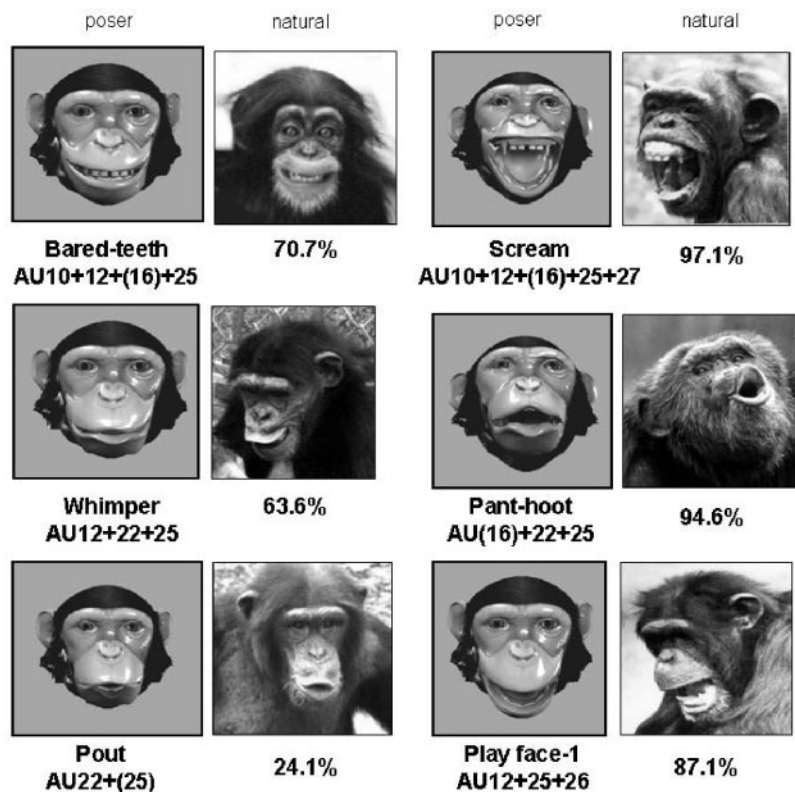 poser
natural
poser
natural
Bared-teeth
AU10+12+(16)+25
70.7%
Scream
AU10+12+(16)+25+27
97.1%
Whimper
AU12+22+25
63.6%
Pant-hoot
AU(16)+22+25
94.6%
Pout
AU22+(25)
24.1%
Play face-1
AU12+25+26
87.1%